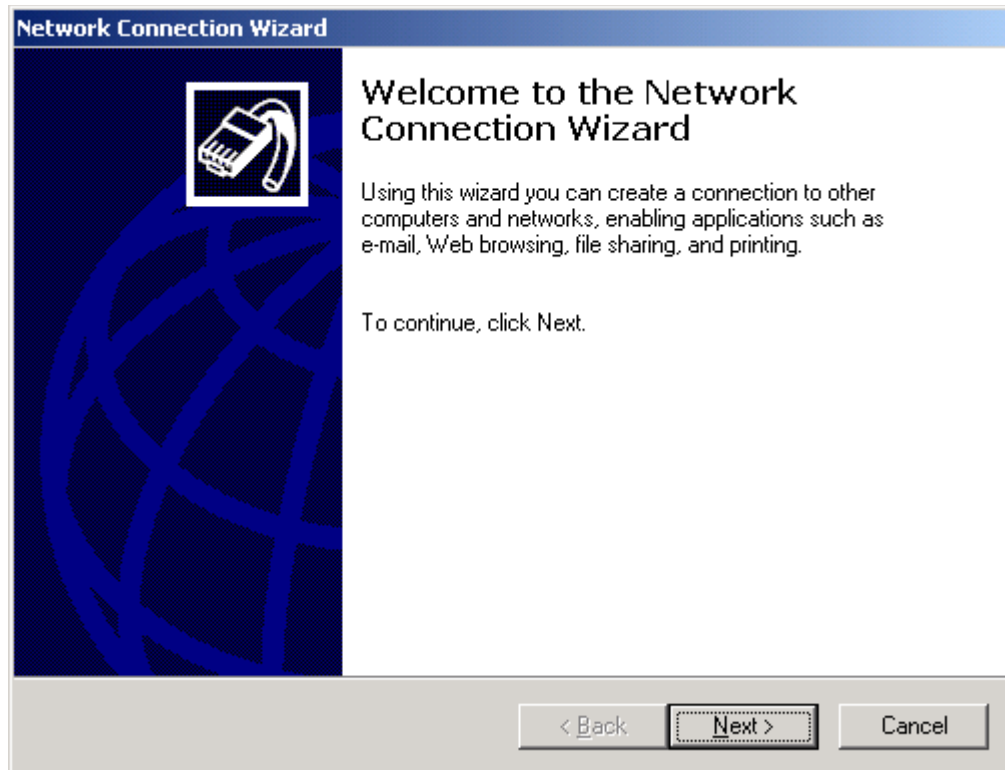 Network Connection Wizard
Welcome to the Network
Connection Wizard
Using this wizard you can create a connection to other
computers and networks, enabling applications such as
e-mail, Web browsing, file sharing, and printing.
To continue, click Next.
< Back Next > Cancel